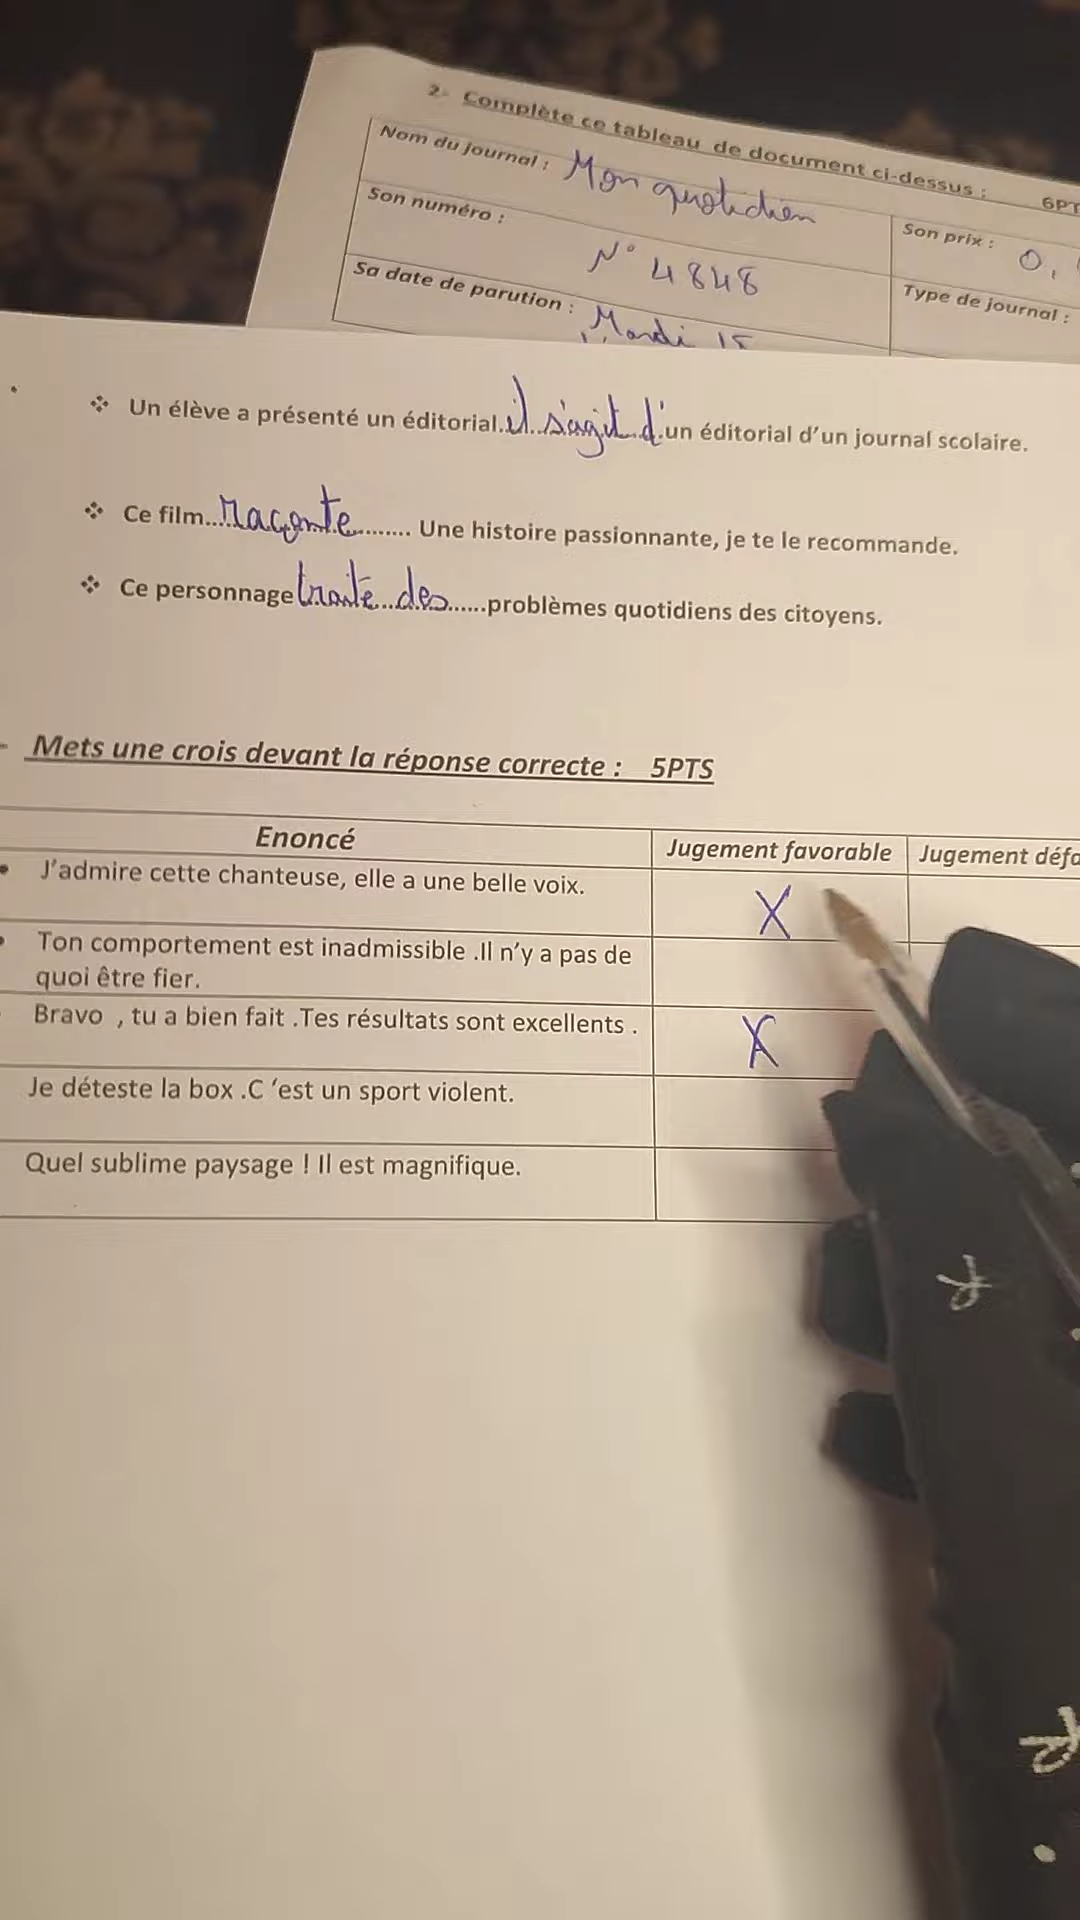 2- Complète ce tableau de document ci-dessus : 6PT
Nom du journal : Mon quotidien
Son prix : 0,
Son numéro : N° 4848
Type de journal :
Sa date de parution : Mardi 15
Un élève a présenté un éditorial..il s'agit d'un éditorial d'un journal scolaire.
Ce film....raconte......... Une histoire passionnante, je te le recommande.
Ce personnage traite des......problèmes quotidiens des citoyens.
- Mets une crois devant la réponse correcte : 5PTS
Enoncé
Jugement favorable
Jugement défa
J'admire cette chanteuse, elle a une belle voix.
X
Ton comportement est inadmissible .Il n'y a pas de
quoi être fier.
Bravo , tu a bien fait .Tes résultats sont excellents .
X
Je déteste la box .C 'est un sport violent.
Quel sublime paysage ! Il est magnifique.